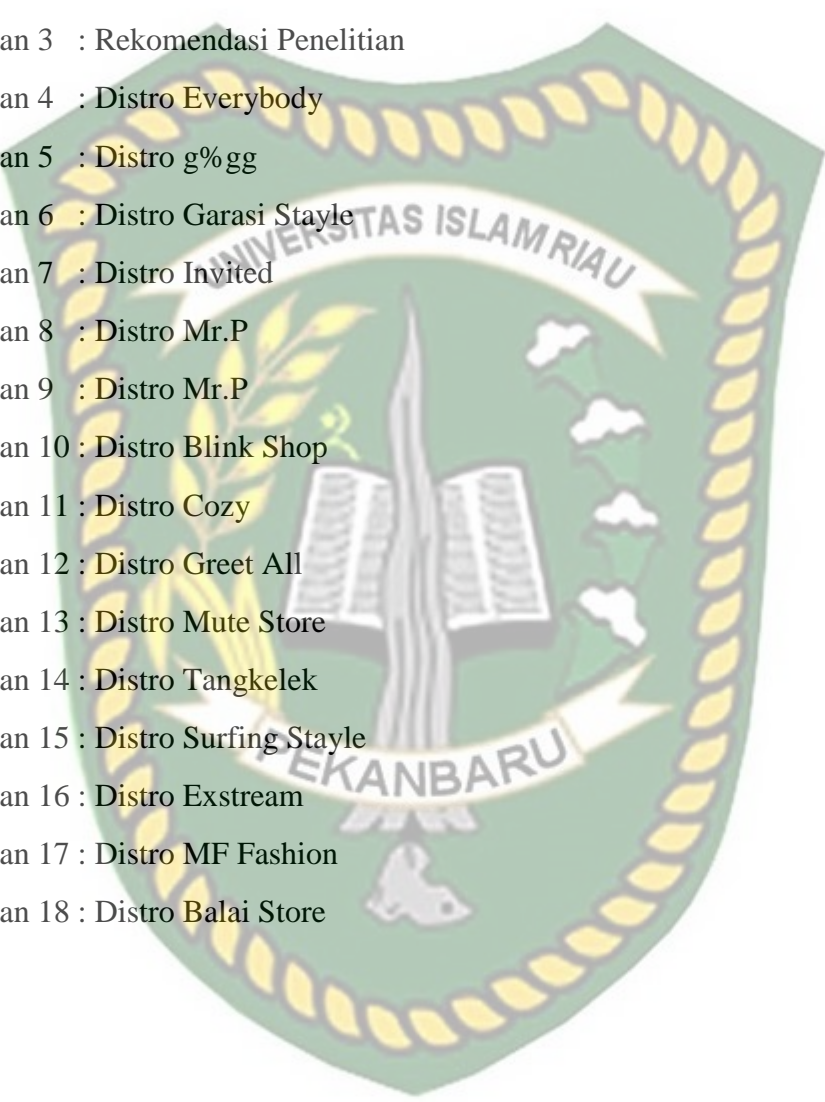 an 3 : Rekomendasi Penelitian
an 4 : Distro Everybody
an 5 : Distro g%gg
an 6 : Distro Garasi Stayle
UNIVERSITAS ISLAM RIAU
an 7 : Distro Invited
an 8 : Distro Mr.P
an 9 : Distro Mr.P
an 10 : Distro Blink Shop
an 11 : Distro Cozy
an 12 : Distro Greet All
an 13 : Distro Mute Store
an 14 : Distro Tangkelek
an 15 : Distro Surfing Stayle
PEKANBARU
an 16 : Distro Exstream
an 17 : Distro MF Fashion
an 18 : Distro Balai Store